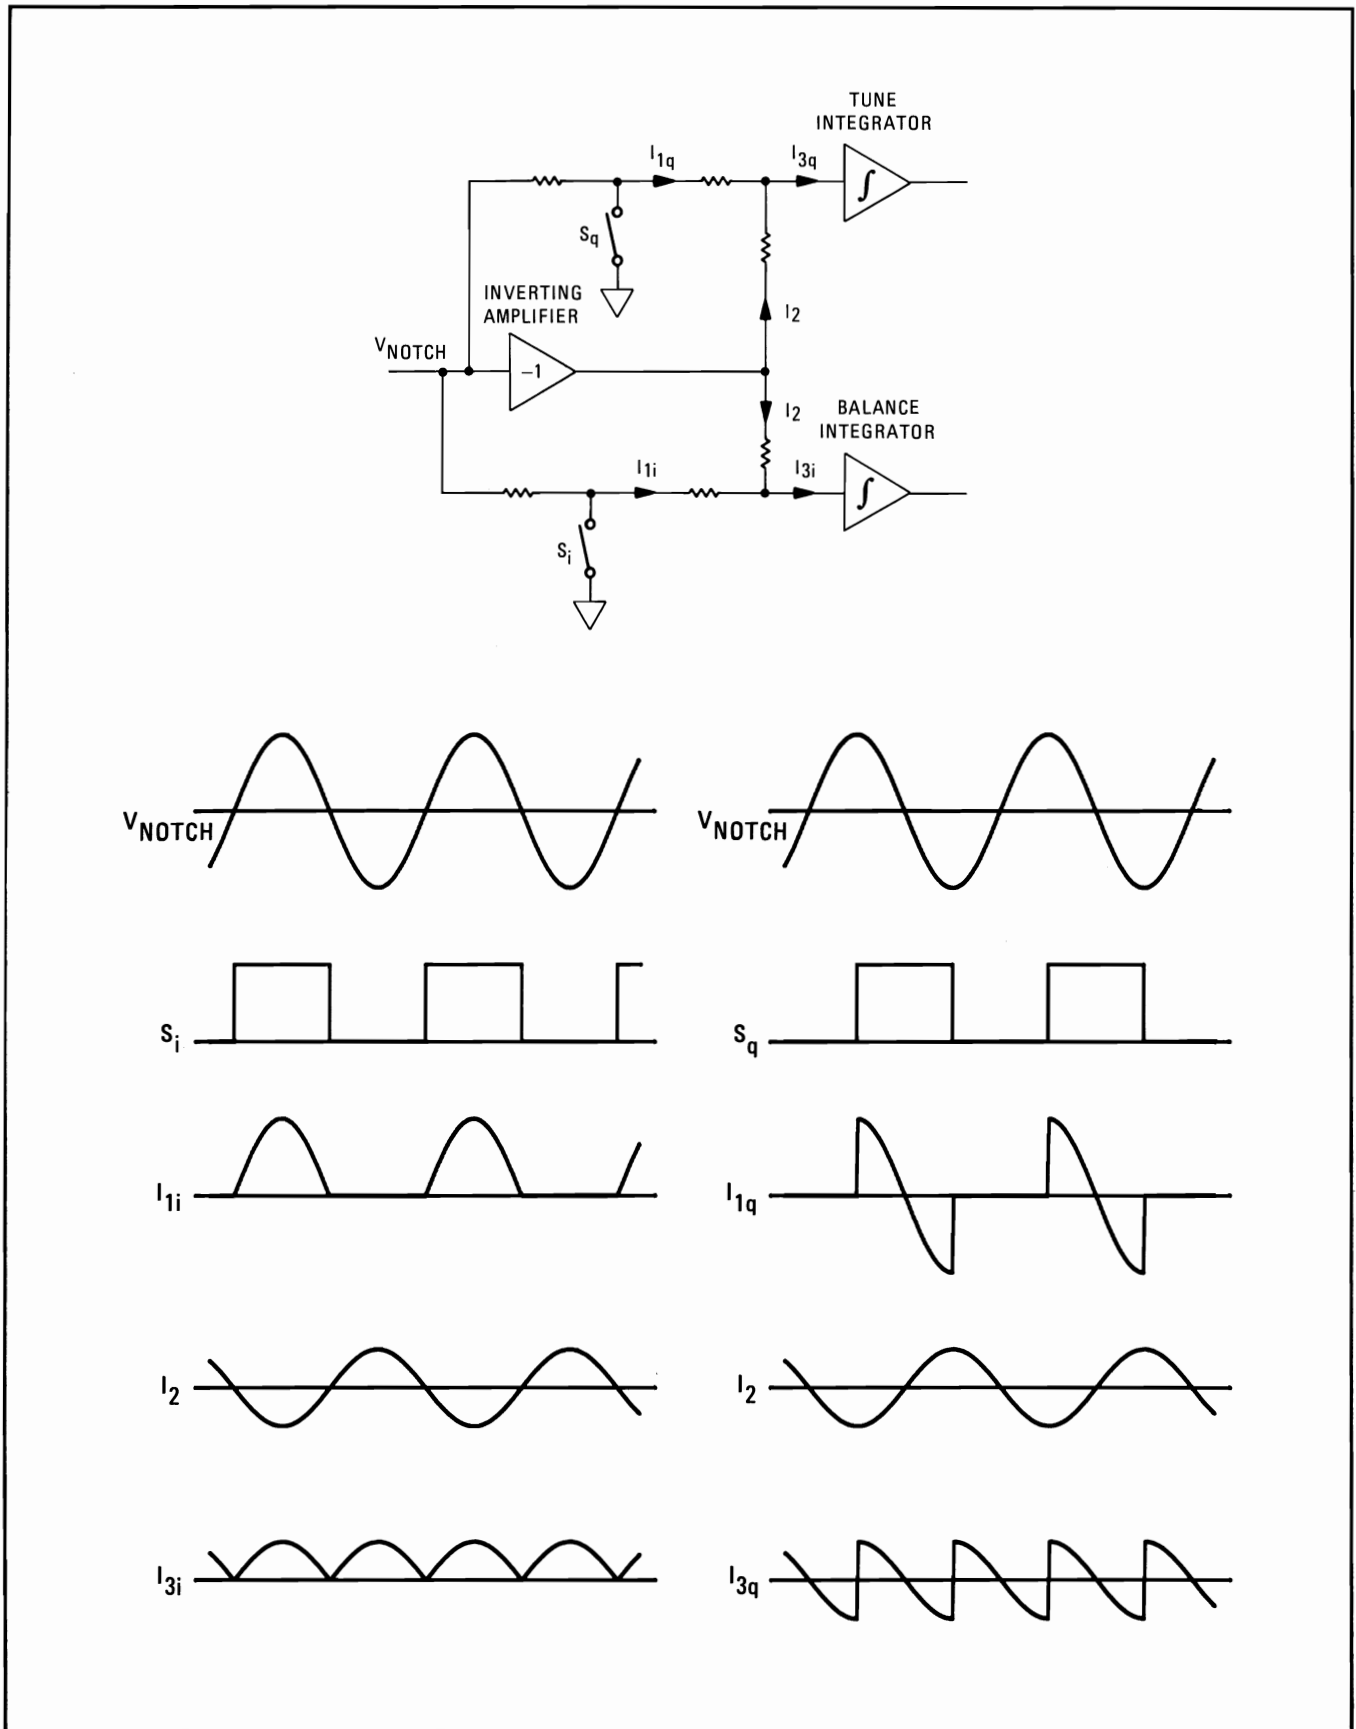 TUNE
INTEGRATOR
I1q
I3q
∫
Sq
INVERTING
AMPLIFIER
I2
VNOTCH
−1
I2
BALANCE
INTEGRATOR
I1i
I3i
∫
Si
VNOTCH
VNOTCH
Si
Sq
I1i
I1q
I2
I2
I3i
I3q